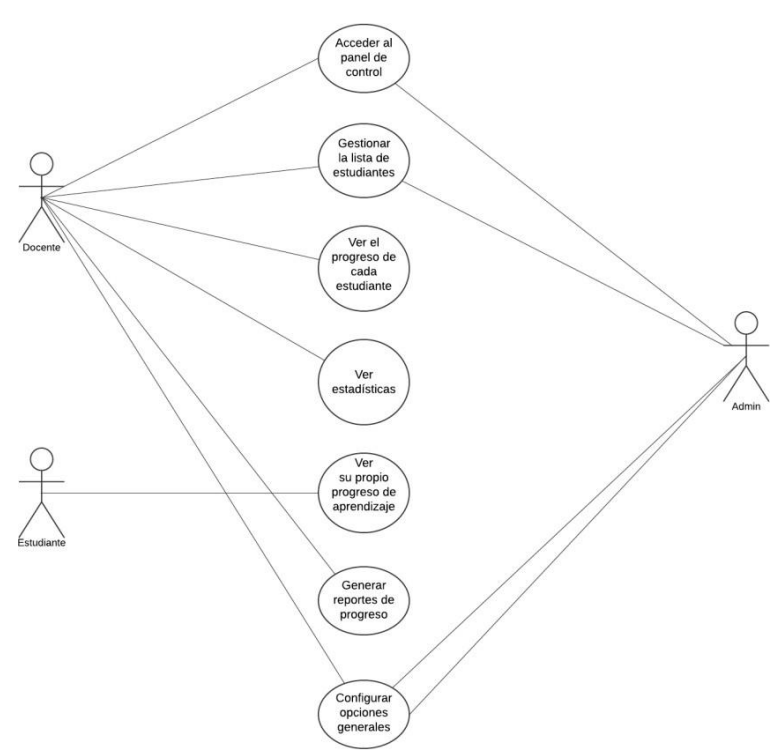 Acceder al
panel de
control
Gestionar
la lista de
estudiantes
Docente
Ver el
progreso de
cada
estudiante
Ver
estadísticas
Admin
Ver
su propio
progreso de
aprendizaje
Estudiante
Generar
reportes de
progreso
Configurar
opciones
generales